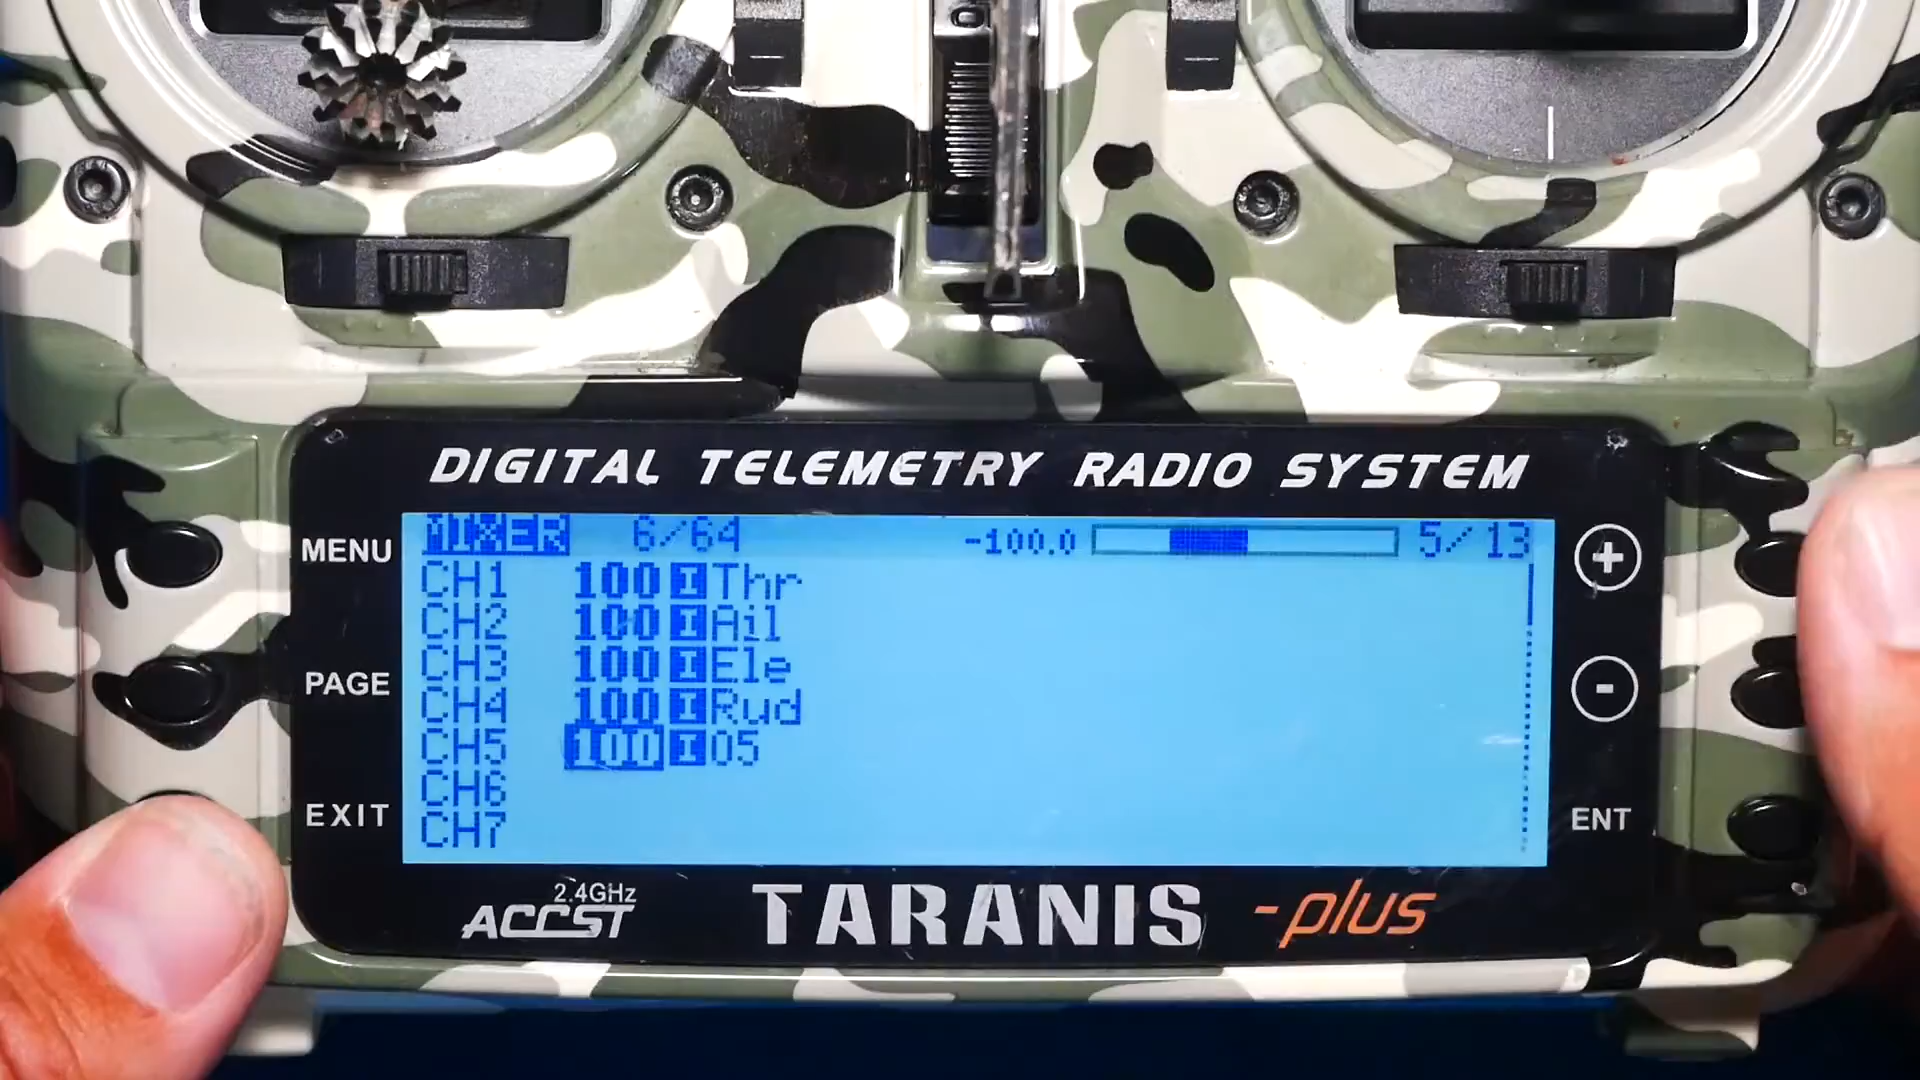 DIGITAL TELEMETRY RADIO SYSTEM
MENU
PAGE
EXIT
MIXER 6/64 -100.0 5/13
CH1 100 I Thr
CH2 100 I Ail
CH3 100 I Ele
CH4 100 I Rud
CH5 100 I 05
CH6
CH7
+
-
ENT
2.4GHz
ACCST
TARANIS -plus